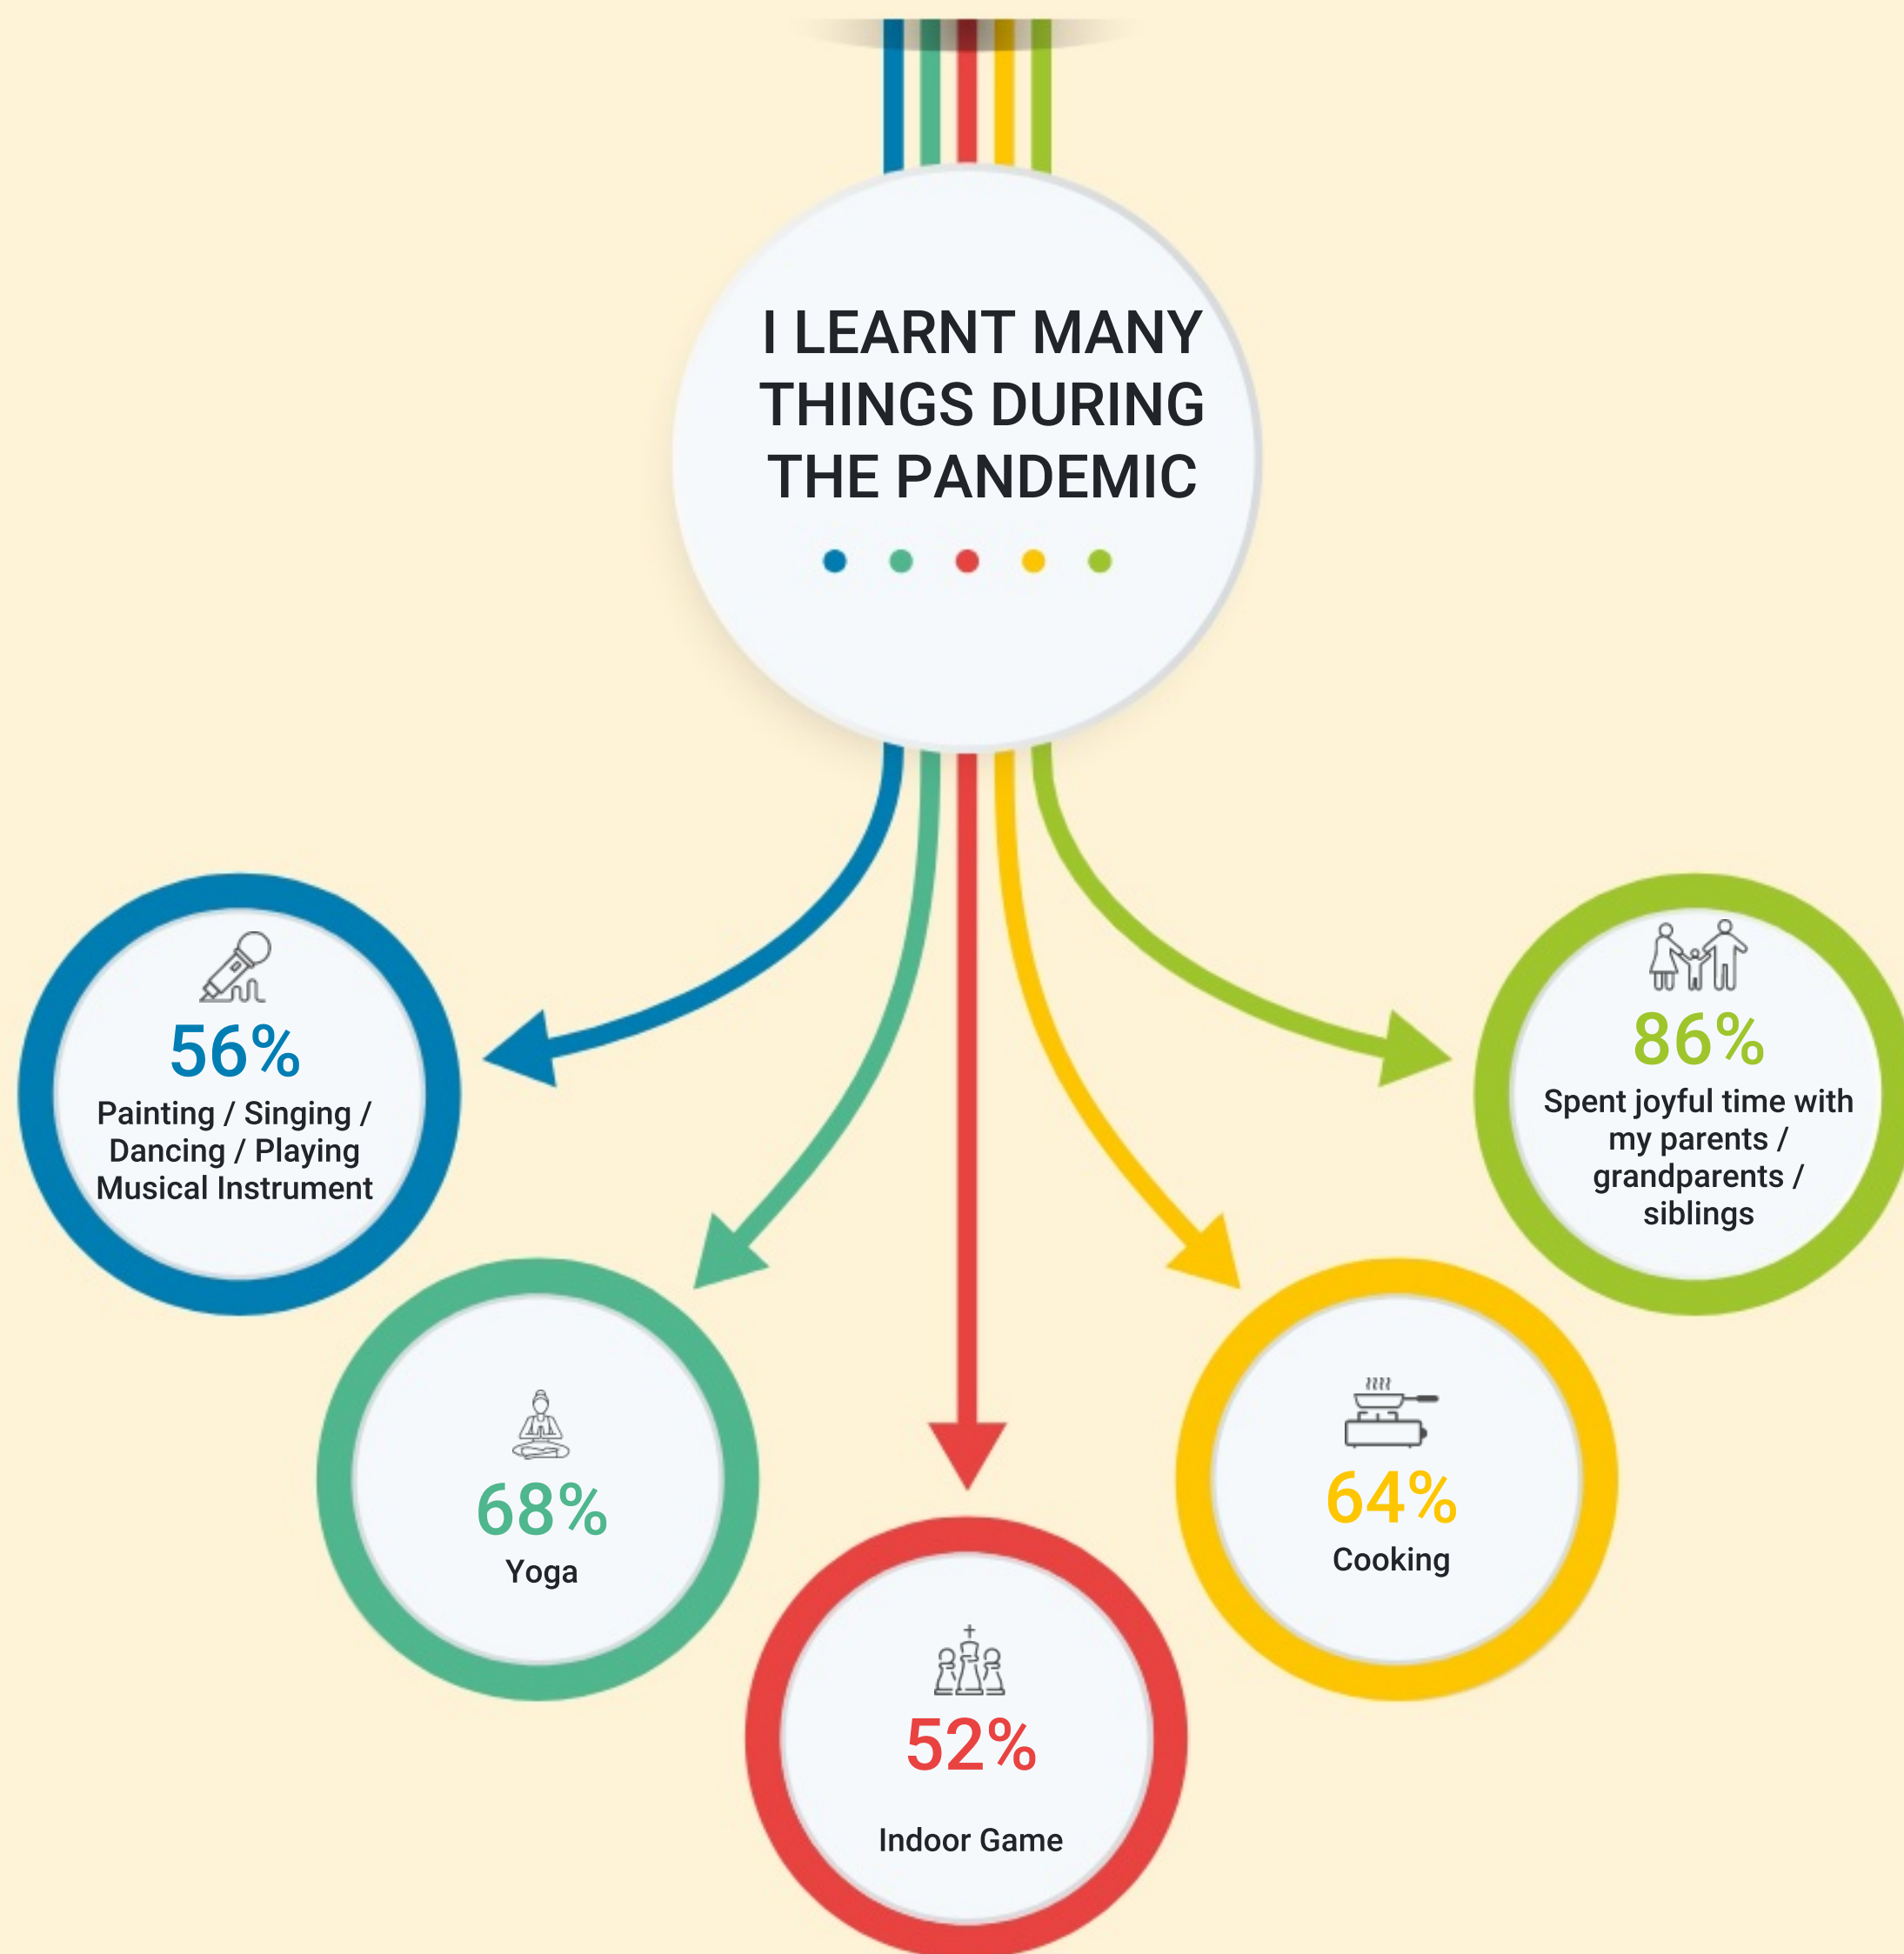 I LEARNT MANY
THINGS DURING
THE PANDEMIC
56%
Painting / Singing /
Dancing / Playing
Musical Instrument
86%
Spent joyful time with
my parents /
grandparents /
siblings
68%
Yoga
64%
Cooking
52%
Indoor Game